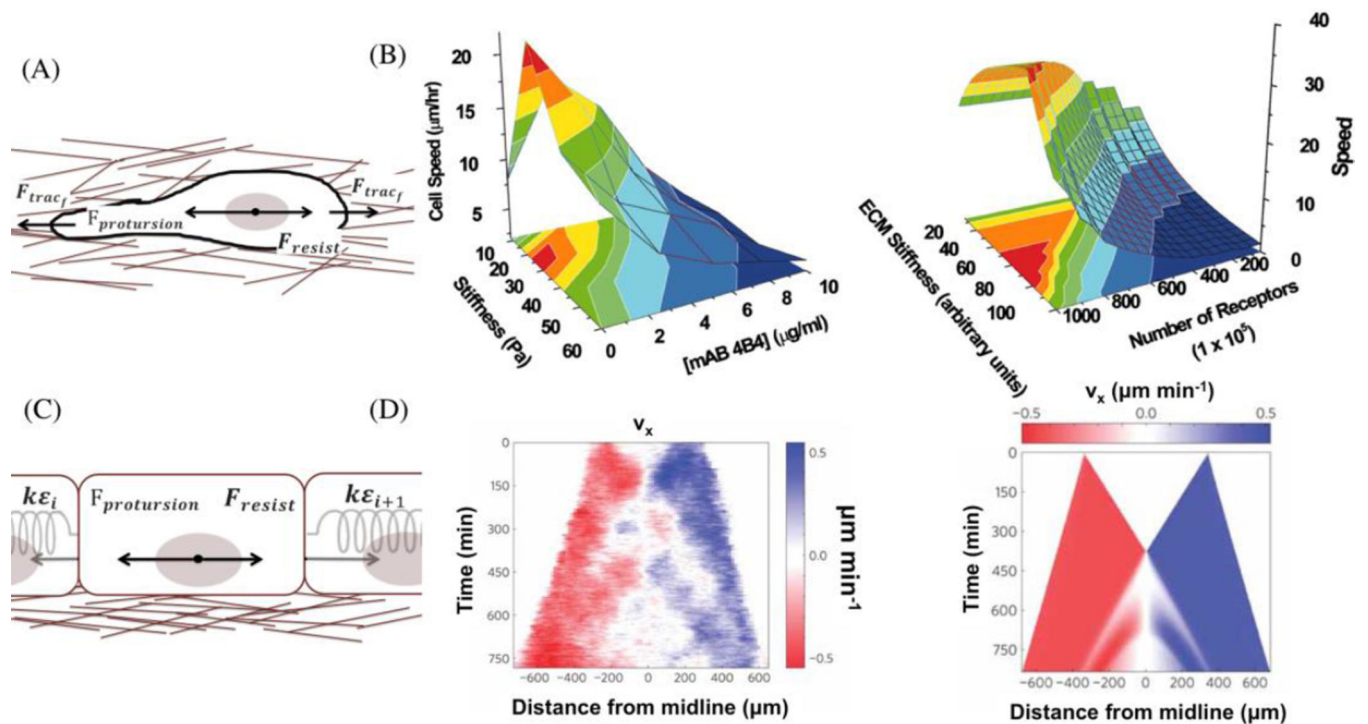 (A)
F_trac_f
F_trac_f
F_protursion
F_resist
(B)
Cell Speed (μm/hr)
20
15
10
5
10
20
30
40
50
60
Stiffness (Pa)
0
2
4
6
8
10
[mAB 4B4] (μg/ml)
40
30
20
10
0
Speed
20
40
60
80
100
ECM Stiffness (arbitrary units)
1000
800
600
400
200
Number of Receptors
(1 x 10⁵)
(C)
kε_i
F_protursion
F_resist
kε_i+1
(D)
v_x
0
150
300
450
600
750
Time (min)
−600
−400
−200
0
200
400
600
Distance from midline (μm)
0.5
0.0
−0.5
μm min⁻¹
v_x (μm min⁻¹)
−0.5
0.0
0.5
0
150
300
450
600
750
Time (min)
−600
−400
−200
0
200
400
600
Distance from midline (μm)